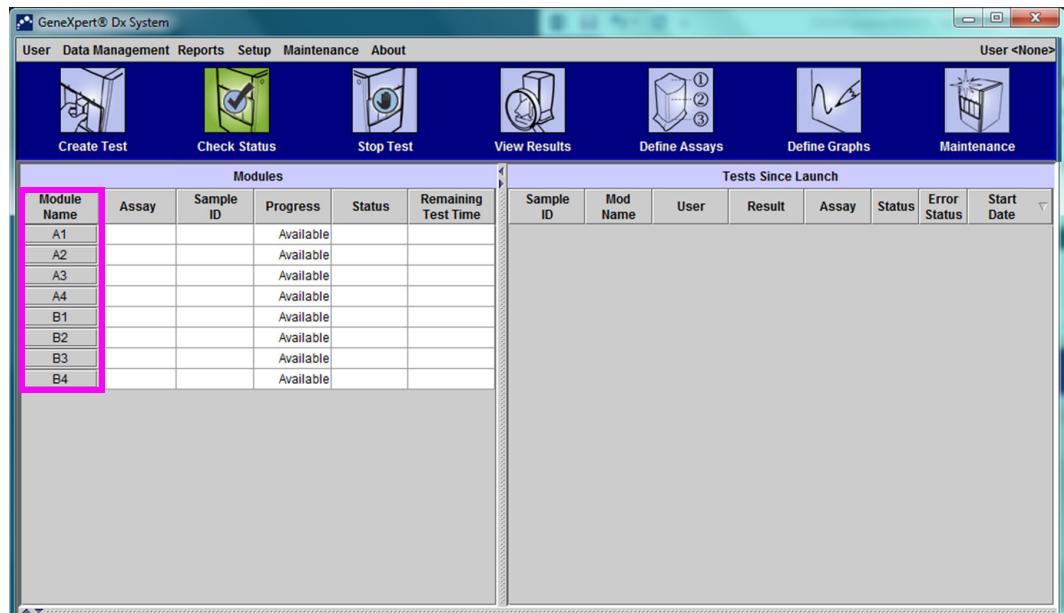 GeneXpert® Dx System
User Data Management Reports Setup Maintenance About User <None>
Create Test Check Status Stop Test View Results Define Assays Define Graphs Maintenance
① 
② 
③
Modules Tests Since Launch
Module Name Assay Sample ID Progress Status Remaining Test Time Sample ID Mod Name User Result Assay Status Error Status Start Date
A1 Available
A2 Available
A3 Available
A4 Available
B1 Available
B2 Available
B3 Available
B4 Available